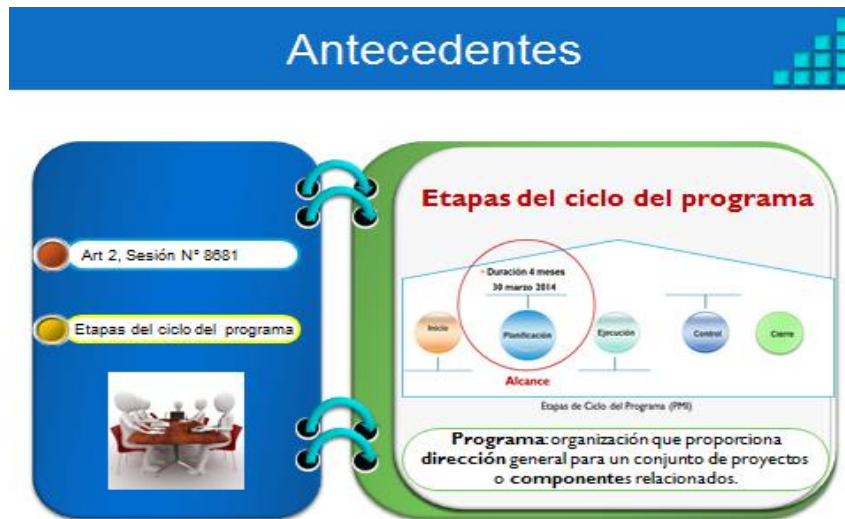 Antecedentes
Art 2, Sesión N° 8681
Etapas del ciclo del programa
Etapas del ciclo del programa
• Duración 4 meses
30 marzo 2014
Inicio
Planificación
Ejecución
Control
Cierre
Alcance
Etapas de Ciclo del Programa (PMI)
Programa: organización que proporciona
dirección general para un conjunto de proyectos
o componentes relacionados.